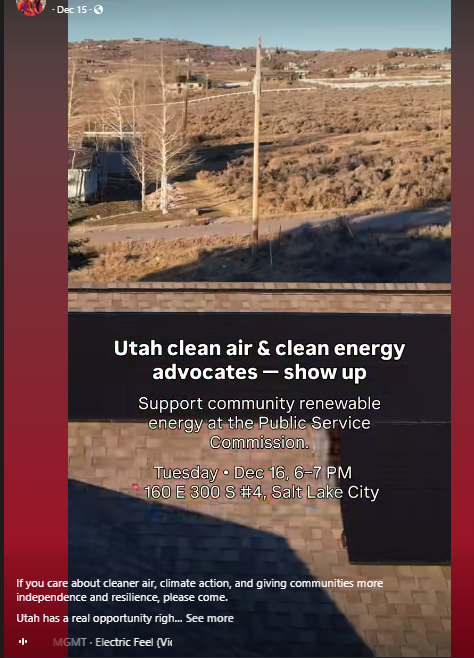 · Dec 15 ·
Utah clean air & clean energy
advocates — show up
Support community renewable
energy at the Public Service
Commission.
Tuesday • Dec 16, 6–7 PM
160 E 300 S #4, Salt Lake City
If you care about cleaner air, climate action, and giving communities more
independence and resilience, please come.
Utah has a real opportunity righ... See more
MGMT · Electric Feel (Vi